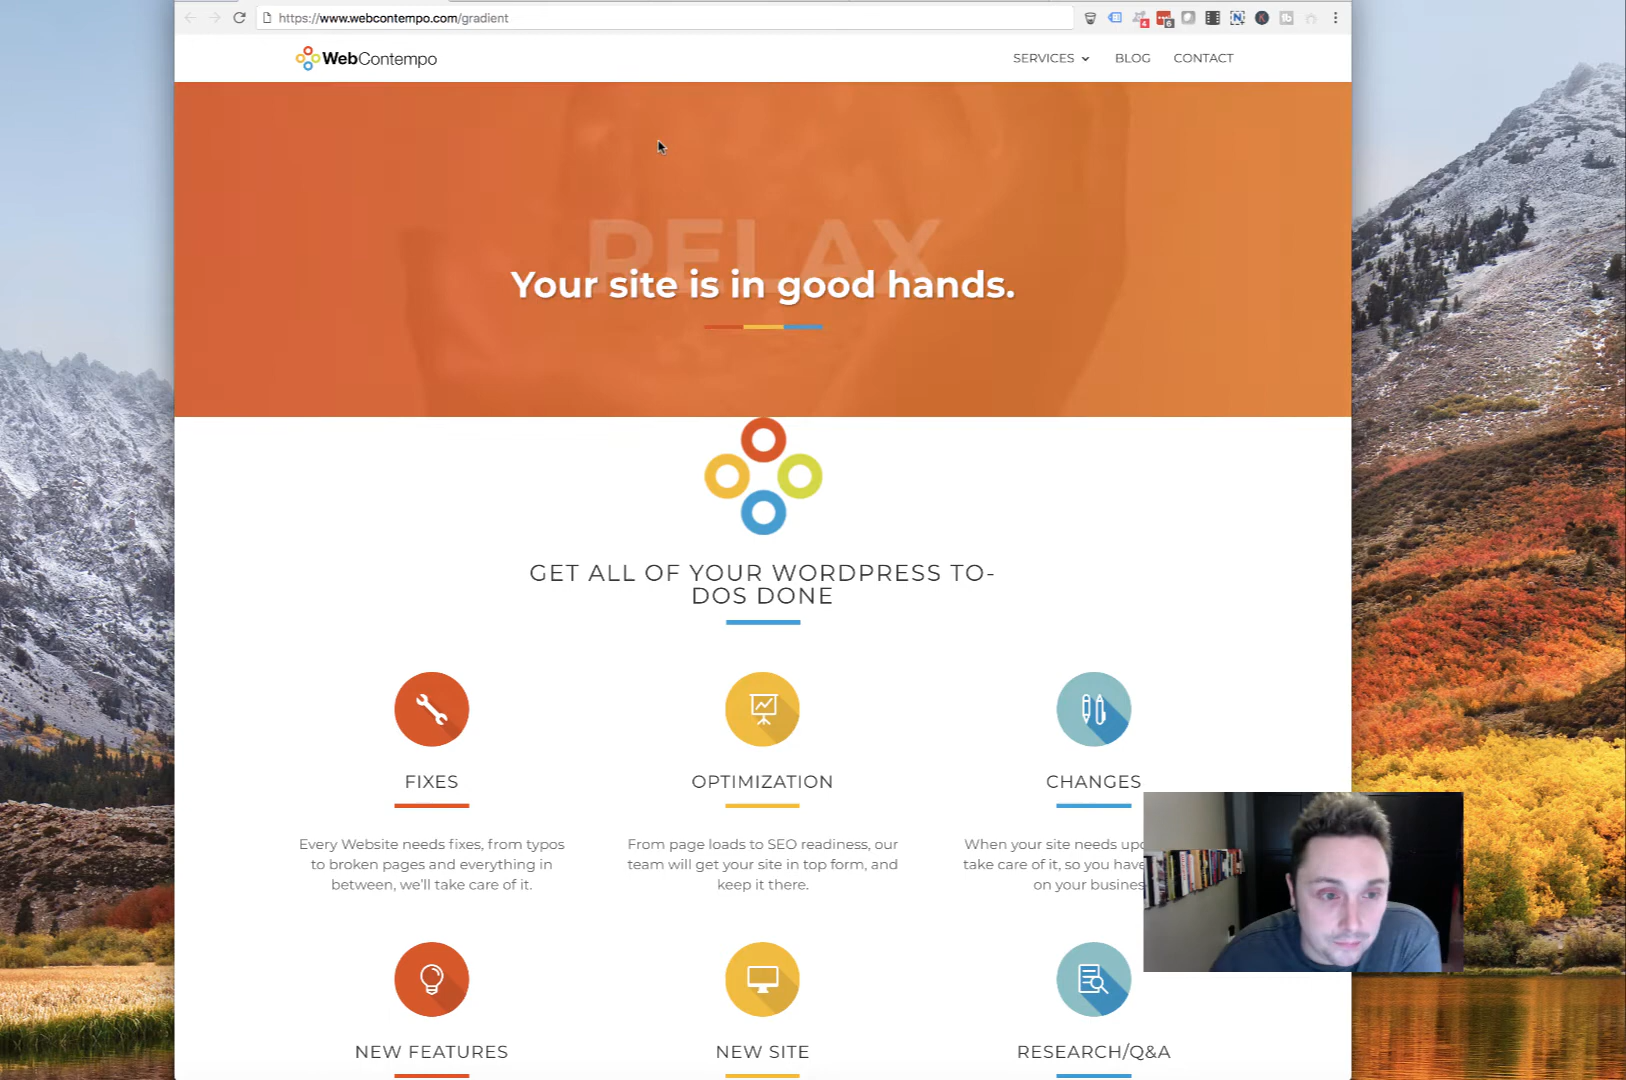 https://www.webcontempo.com/gradient
WebContempo
SERVICES
BLOG
CONTACT
RELAX
Your site is in good hands.
GET ALL OF YOUR WORDPRESS TO-
DOS DONE
FIXES
OPTIMIZATION
CHANGES
Every Website needs fixes, from typos
to broken pages and everything in
between, we'll take care of it.
From page loads to SEO readiness, our
team will get your site in top form, and
keep it there.
When your site needs
take care of it, so you have
on your
NEW FEATURES
NEW SITE
RESEARCH/Q&A